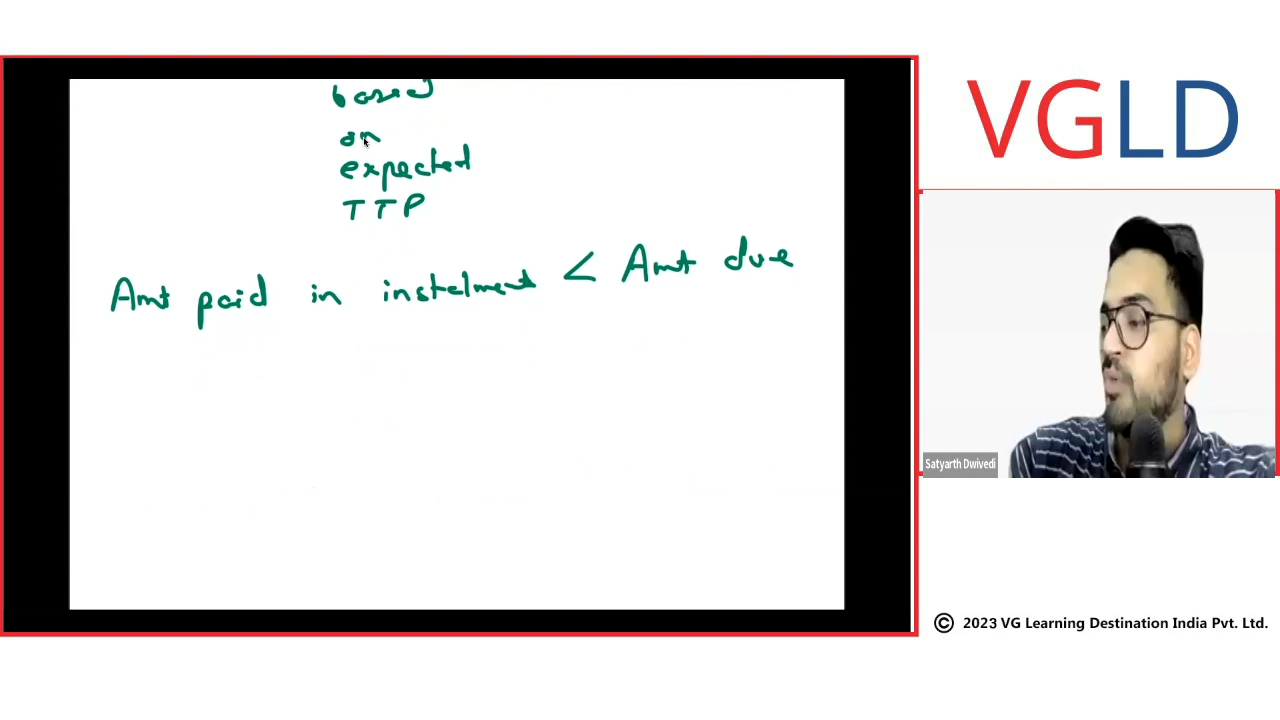 based
on
expected
TTP
Amt paid in instalment < Amt due
VGLD
Satyarth Dwivedi
© 2023 VG Learning Destination India Pvt. Ltd.